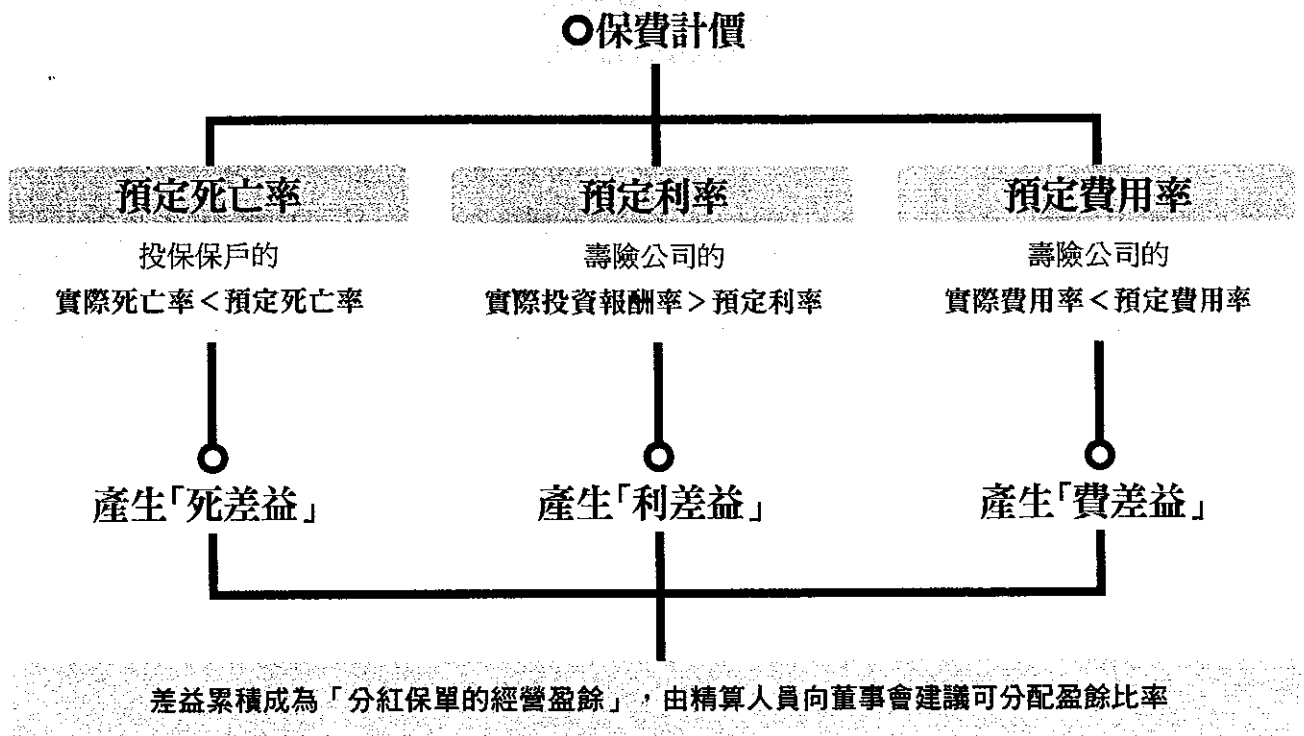 保費計價
預定死亡率
投保保戶的
實際死亡率<預定死亡率
產生「死差益」
預定利率
壽險公司的
實際投資報酬率>預定利率
產生「利差益」
預定費用率
壽險公司的
實際費用率<預定費用率
產生「費差益」
差益累積成為「分紅保單的經營盈餘」,由精算人員向董事會建議可分配盈餘比率